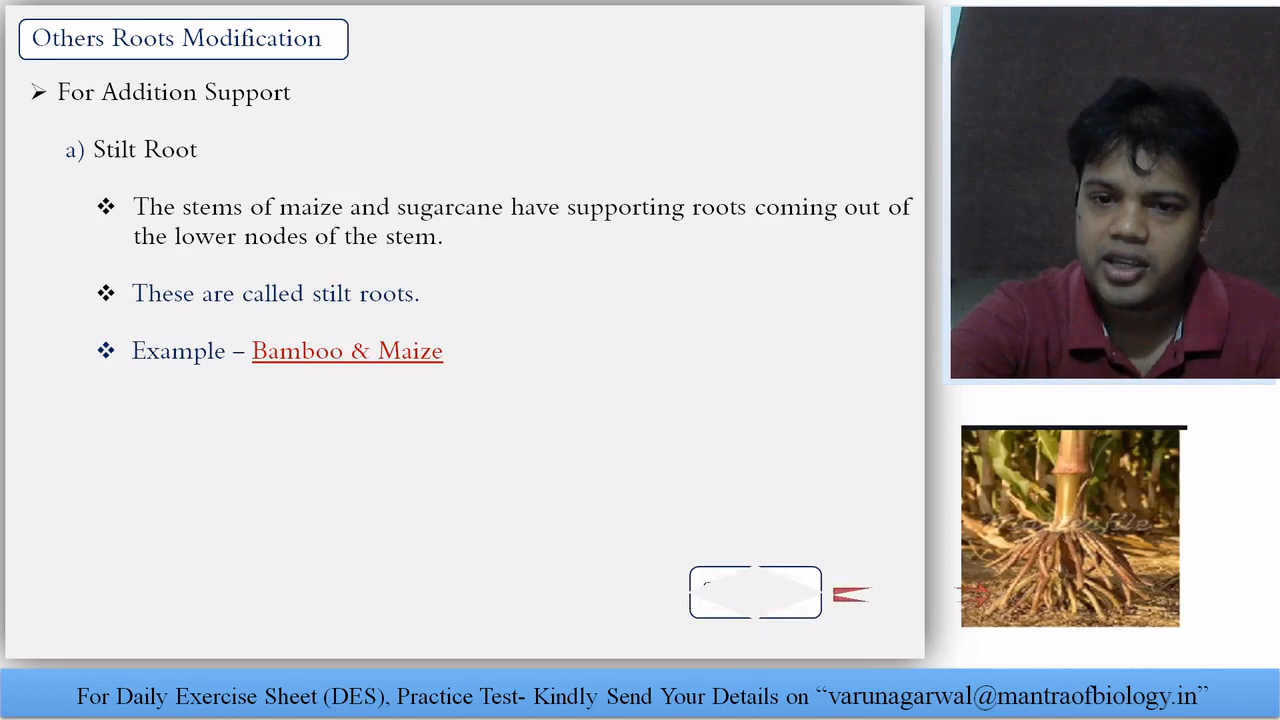 Others Roots Modification
➢ For Addition Support
a) Stilt Root
❖ The stems of maize and sugarcane have supporting roots coming out of
the lower nodes of the stem.
❖ These are called stilt roots.
❖ Example – Bamboo & Maize
For Daily Exercise Sheet (DES), Practice Test- Kindly Send Your Details on “varunagarwal@mantraofbiology.in”